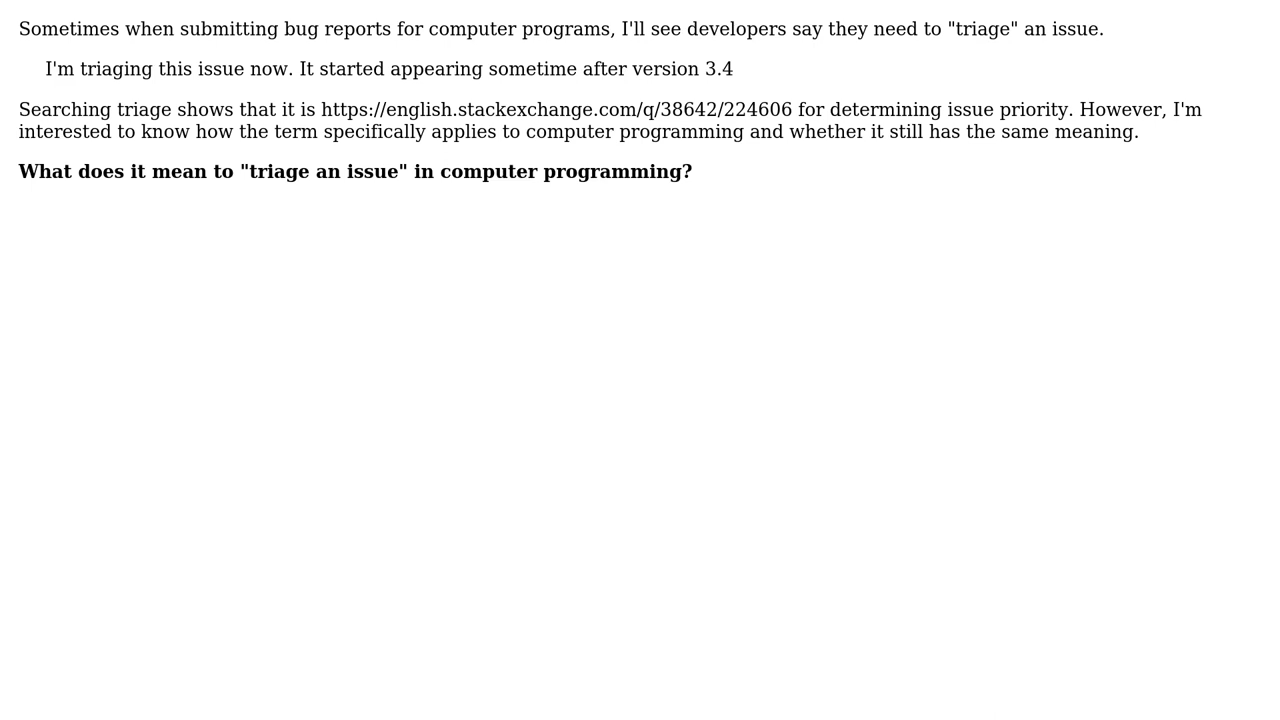 Sometimes when submitting bug reports for computer programs, I'll see developers say they need to "triage" an issue.
I'm triaging this issue now. It started appearing sometime after version 3.4
Searching triage shows that it is https://english.stackexchange.com/q/38642/224606 for determining issue priority. However, I'm
interested to know how the term specifically applies to computer programming and whether it still has the same meaning.
What does it mean to "triage an issue" in computer programming?